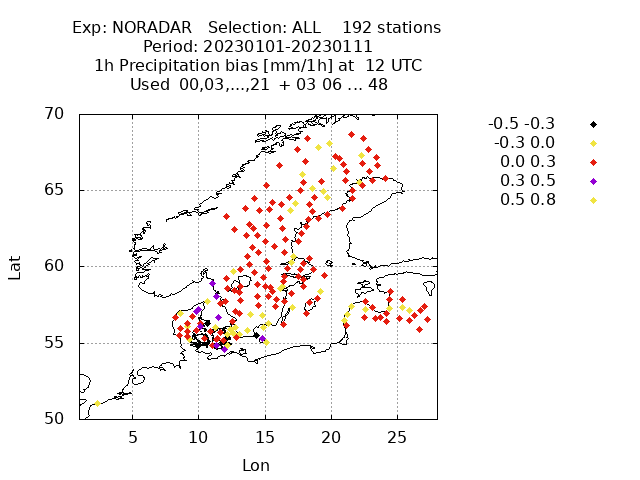 Exp: NORADAR   Selection: ALL    192 stations
Period: 20230101-20230111
1h Precipitation bias [mm/1h] at  12 UTC
Used  00,03,...,21  + 03 06 ... 48
-0.5 -0.3
-0.3 0.0
0.0 0.3
0.3 0.5
0.5 0.8
70
65
60
55
50
Lat
5 10 15 20 25
Lon